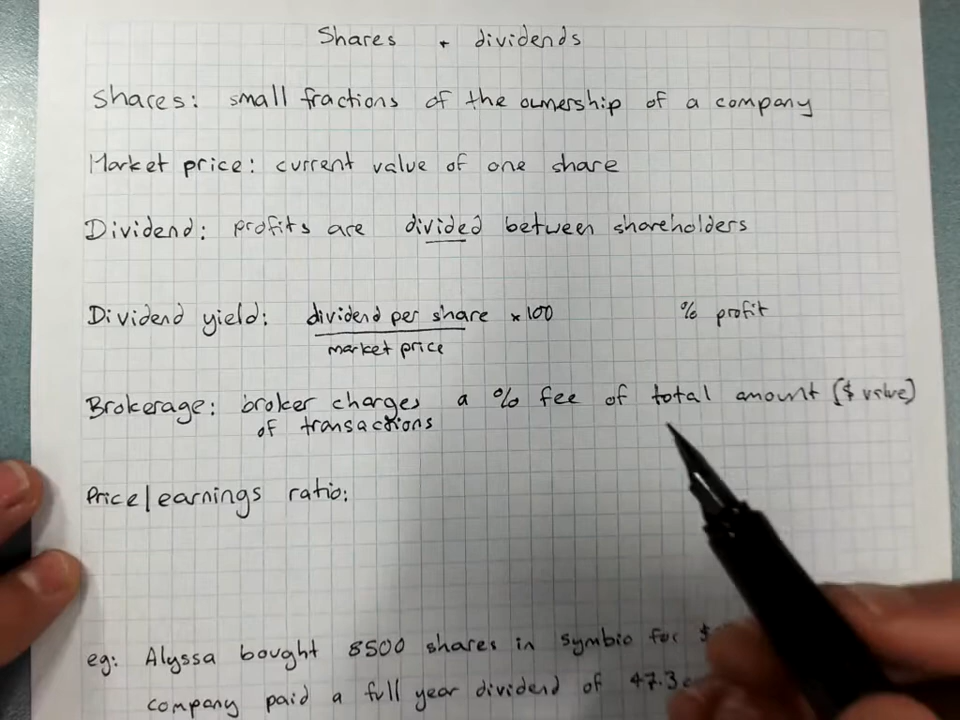 Shares + dividends
Shares: small fractions of the ownership of a company
Market price: current value of one share
Dividend: profits are divided between shareholders
Dividend yield: dividend per share × 100 % profit
market price
Brokerage: broker charges a % fee of total amount ($ value)
of transactions
Price/earnings ratio:
eg: Alyssa bought 8500 shares in Symbio for $
company paid a full year dividend of 47.3c